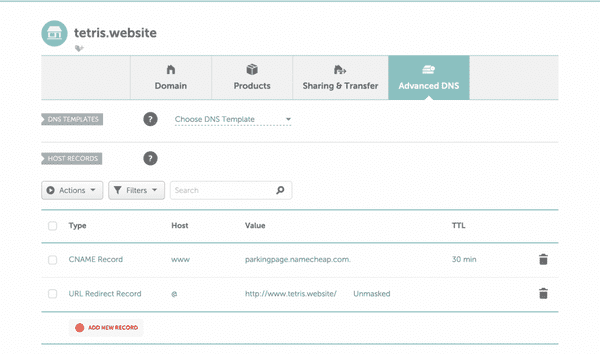 tetris.website
Domain Products Sharing & Transfer Advanced DNS
DNS TEMPLATES ? Choose DNS Template
HOST RECORDS ?
Actions Filters Search
Type Host Value TTL
CNAME Record www parkingpage.namecheap.com. 30 min
URL Redirect Record @ http://www.tetris.website/ Unmasked
ADD NEW RECORD